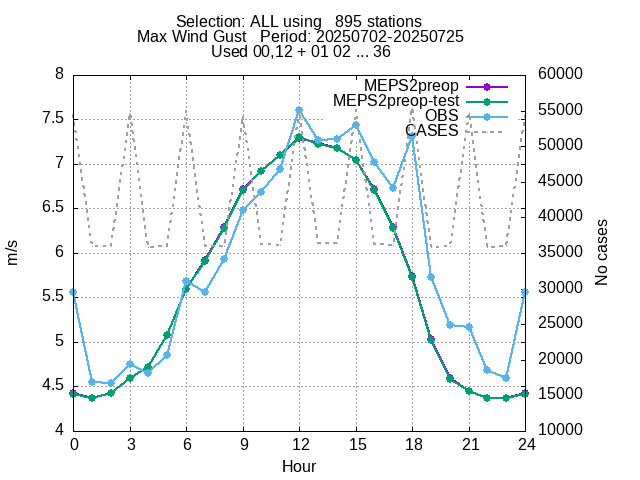 Selection: ALL using   895 stations
Max Wind Gust   Period: 20250702-20250725
Used 00,12 + 01 02 ... 36
MEPS2preop
MEPS2preop-test
OBS
CASES
8
7.5
7
6.5
6
5.5
5
4.5
4
m/s
60000
55000
50000
45000
40000
35000
30000
25000
20000
15000
10000
No cases
0 3 6 9 12 15 18 21 24
Hour